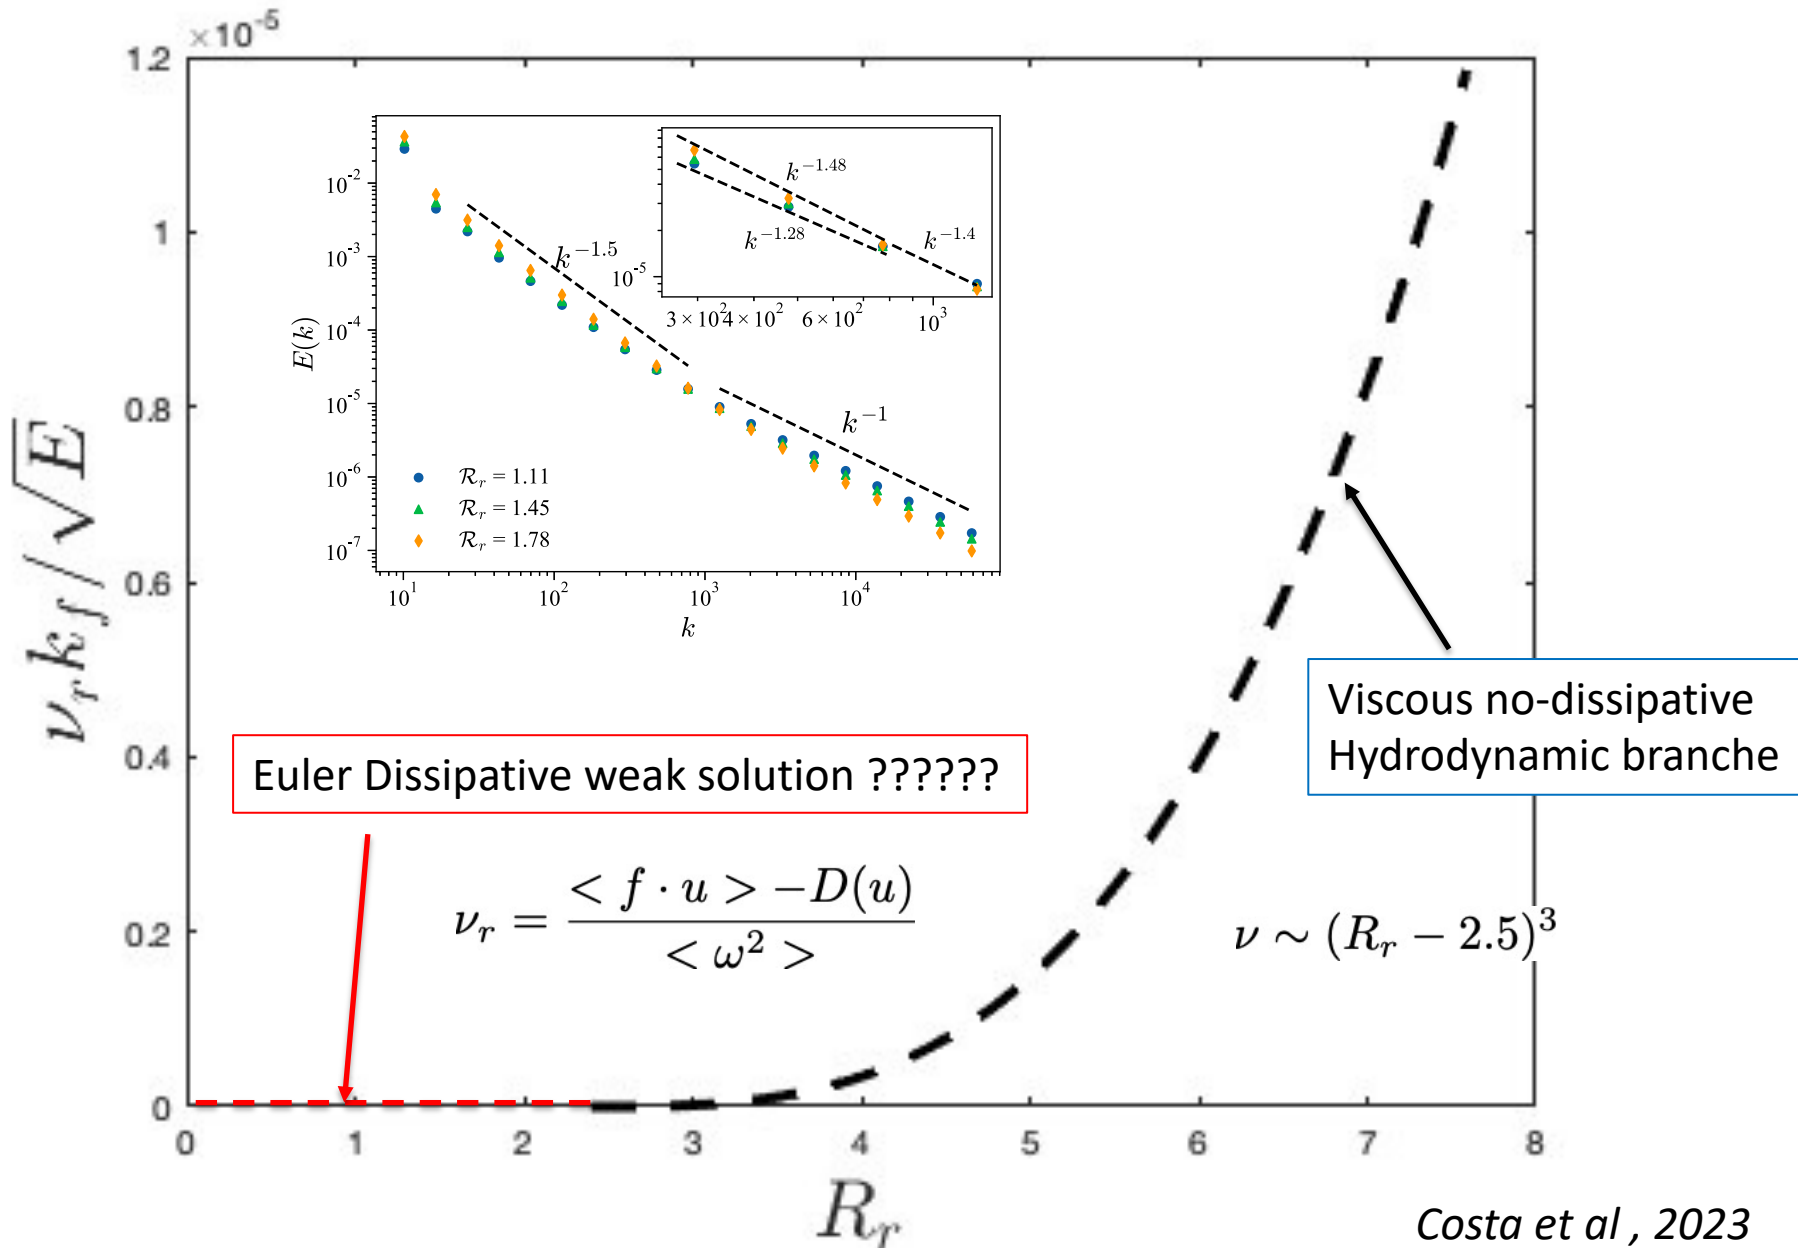 ×10⁻⁵
1.2
1
0.8
0.6
0.4
0.2
0
0 1 2 3 4 5 6 7 8
ν_r k_f / √E
R_r
10⁻²
10⁻³
10⁻⁴
10⁻⁵
10⁻⁶
10⁻⁷
E(k)
10¹ 10² 10³ 10⁴
k
k⁻¹·⁵
k⁻¹
ℛ_r = 1.11
ℛ_r = 1.45
ℛ_r = 1.78
k⁻¹·⁴⁸
k⁻¹·²⁸
k⁻¹·⁴
10⁻⁵
3 × 10² 4 × 10² 6 × 10² 10³
Viscous no-dissipative
Hydrodynamic branche
Euler Dissipative weak solution ??????
ν_r = (< f · u > −D(u)) / < ω² >
ν ∼ (R_r − 2.5)³
Costa et al , 2023